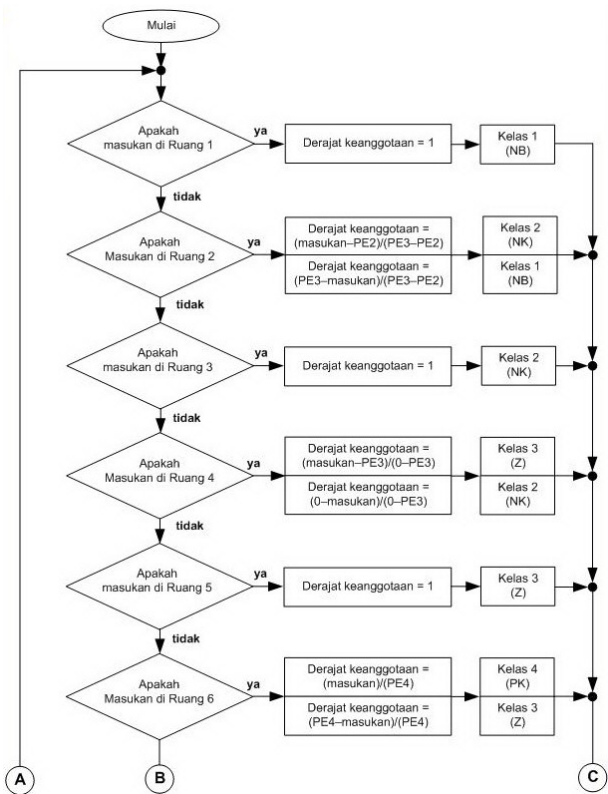 Mulai
Apakah
masukan di Ruang 1
ya
Derajat keanggotaan = 1
Kelas 1
(NB)
tidak
Apakah
Masukan di Ruang 2
ya
Derajat keanggotaan =
(masukan–PE2)/(PE3–PE2)
Derajat keanggotaan =
(PE3–masukan)/(PE3–PE2)
Kelas 2
(NK)
Kelas 1
(NB)
tidak
Apakah
masukan di Ruang 3
ya
Derajat keanggotaan = 1
Kelas 2
(NK)
tidak
Apakah
Masukan di Ruang 4
ya
Derajat keanggotaan =
(masukan–PE3)/(0–PE3)
Derajat keanggotaan =
(0–masukan)/(0–PE3)
Kelas 3
(Z)
Kelas 2
(NK)
tidak
Apakah
masukan di Ruang 5
ya
Derajat keanggotaan = 1
Kelas 3
(Z)
tidak
Apakah
Masukan di Ruang 6
ya
Derajat keanggotaan =
(masukan)/(PE4)
Derajat keanggotaan =
(PE4–masukan)/(PE4)
Kelas 4
(PK)
Kelas 3
(Z)
A
B
C